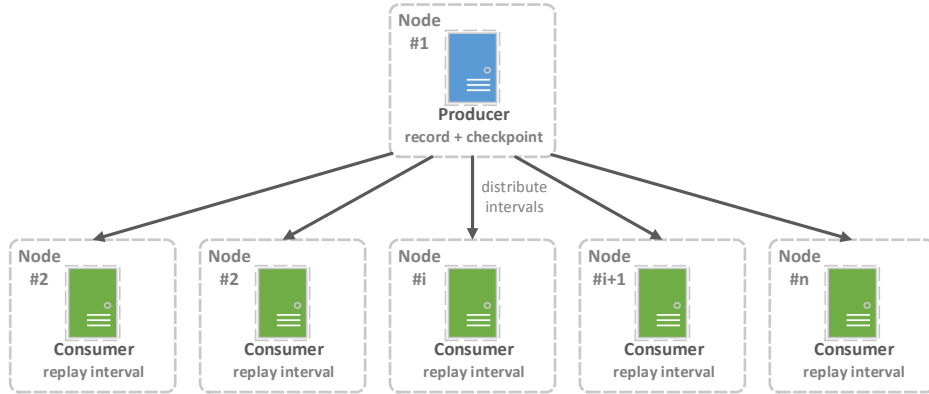 Node
#1
Producer
record + checkpoint
distribute
intervals
Node
#2
Consumer
replay interval
Node
#2
Consumer
replay interval
Node
#i
Consumer
replay interval
Node
#i+1
Consumer
replay interval
Node
#n
Consumer
replay interval